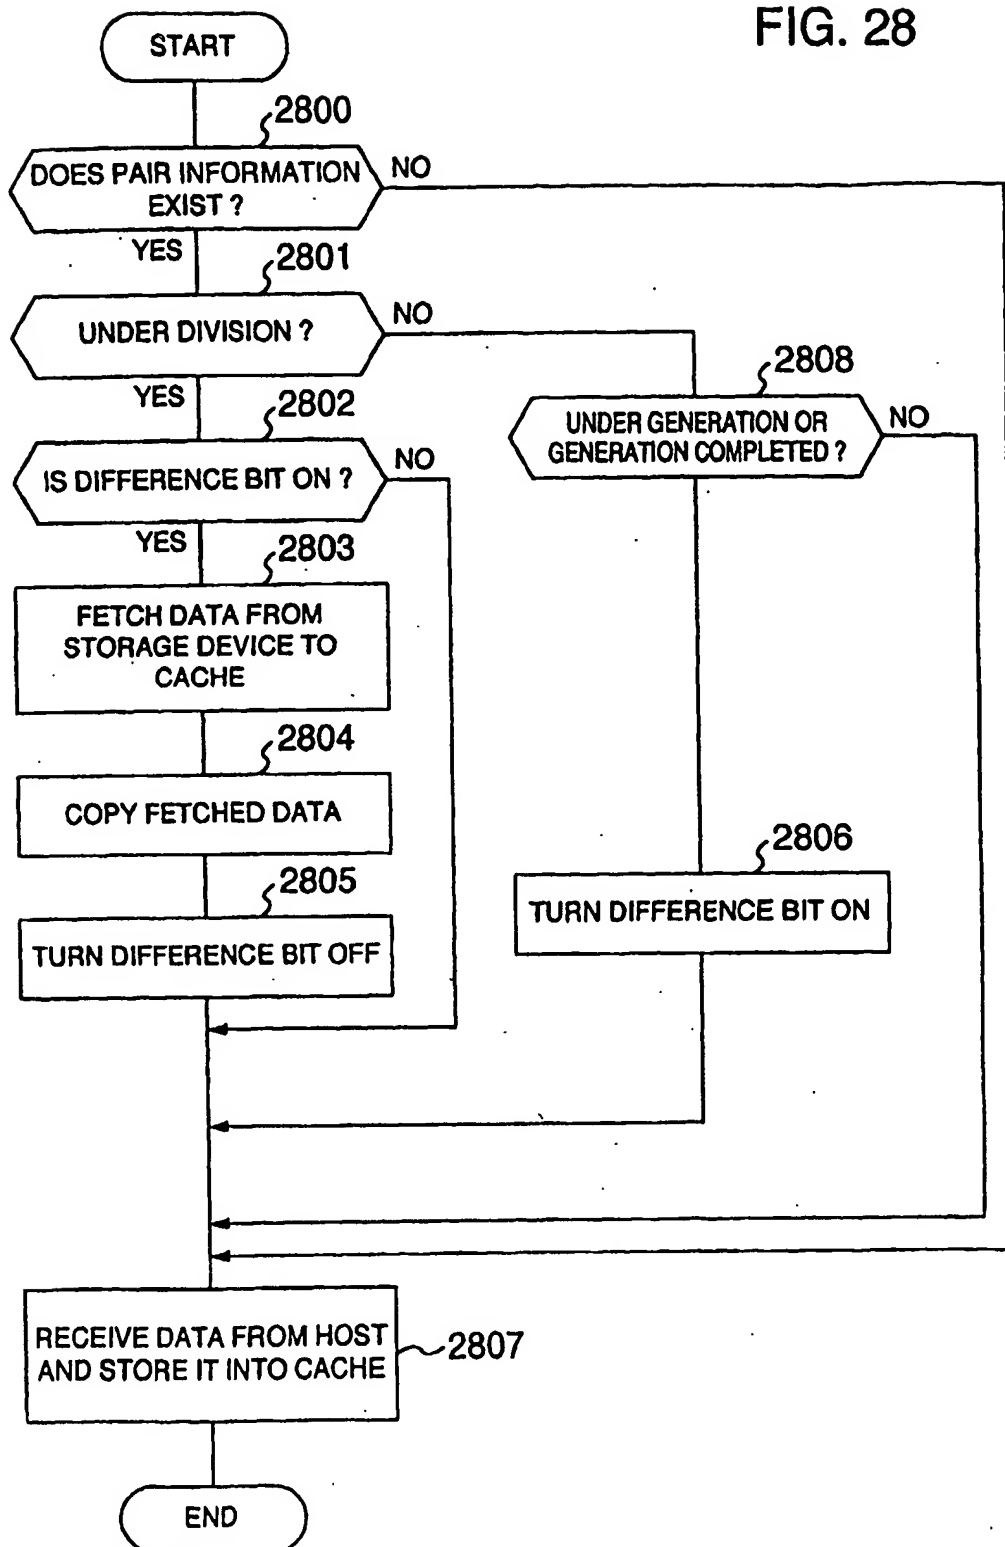 FIG. 28
START
2800
DOES PAIR INFORMATION
EXIST ?
NO
YES
2801
UNDER DIVISION ?
NO
YES
2802
IS DIFFERENCE BIT ON ?
NO
YES
2808
UNDER GENERATION OR
GENERATION COMPLETED ?
NO
2803
FETCH DATA FROM
STORAGE DEVICE TO
CACHE
2804
COPY FETCHED DATA
2805
TURN DIFFERENCE BIT OFF
2806
TURN DIFFERENCE BIT ON
RECEIVE DATA FROM HOST
AND STORE IT INTO CACHE
2807
END